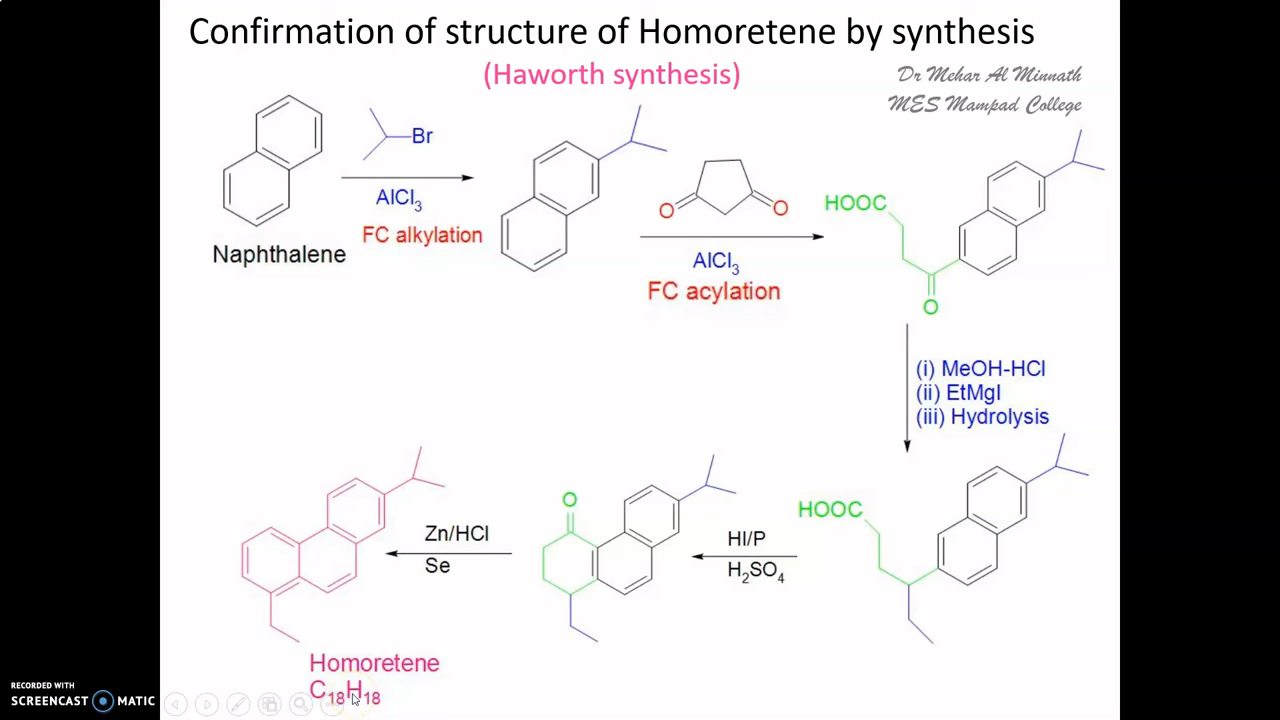 Confirmation of structure of Homoretene by synthesis
(Haworth synthesis)
Dr Mehar Al Minnath
MES Mampad College
Br
AlCl3
FC alkylation
Naphthalene
O
O
AlCl3
FC acylation
HOOC
O
(i) MeOH-HCl
(ii) EtMgI
(iii) Hydrolysis
HOOC
HI/P
H2SO4
O
Zn/HCl
Se
Homoretene
C18H18
RECORDED WITH
SCREENCAST MATIC